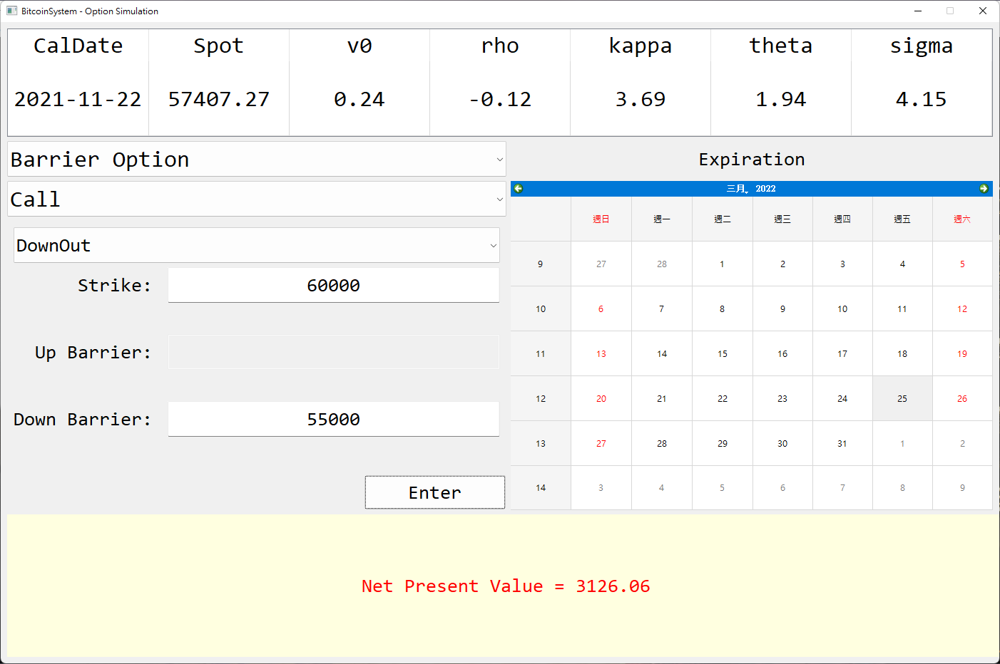 BitcoinSystem - Option Simulation
CalDate Spot v0 rho kappa theta sigma
2021-11-22 57407.27 0.24 -0.12 3.69 1.94 4.15
Barrier Option
Expiration
Call
三月, 2022
週日 週一 週二 週三 週四 週五 週六
DownOut
9 27 28 1 2 3 4 5
Strike: 60000
10 6 7 8 9 10 11 12
Up Barrier:
11 13 14 15 16 17 18 19
12 20 21 22 23 24 25 26
Down Barrier: 55000
13 27 28 29 30 31 1 2
Enter
14 3 4 5 6 7 8 9
Net Present Value = 3126.06